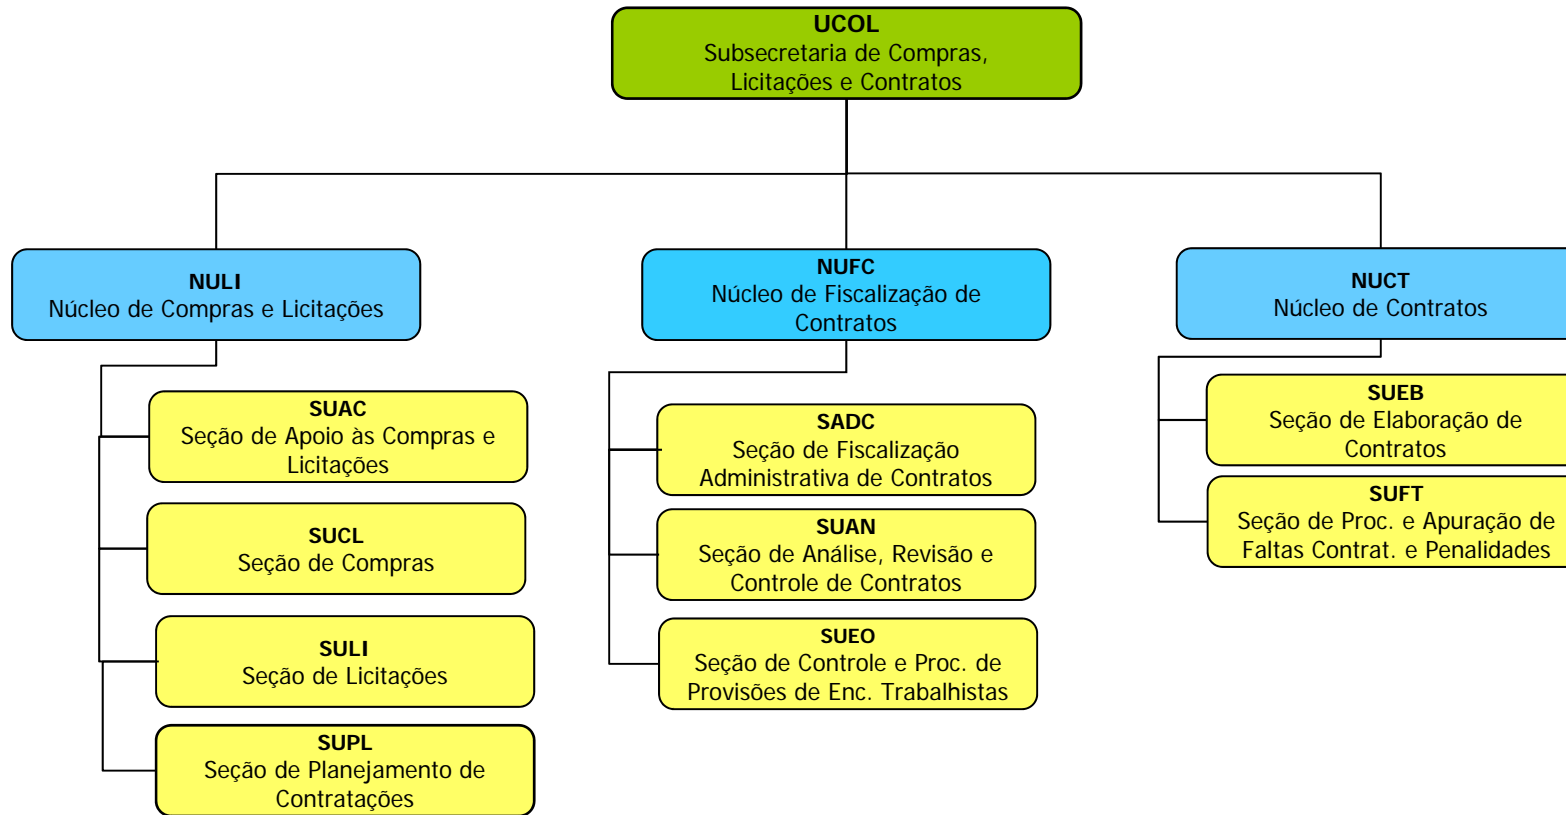 UCOL
Subsecretaria de Compras,
Licitações e Contratos
NULI
Núcleo de Compras e Licitações
NUFC
Núcleo de Fiscalização de
Contratos
NUCT
Núcleo de Contratos
SUAC
Seção de Apoio às Compras e
Licitações
SUCL
Seção de Compras
SULI
Seção de Licitações
SUPL
Seção de Planejamento de
Contratações
SADC
Seção de Fiscalização
Administrativa de Contratos
SUAN
Seção de Análise, Revisão e
Controle de Contratos
SUEO
Seção de Controle e Proc. de
Provisões de Enc. Trabalhistas
SUEB
Seção de Elaboração de
Contratos
SUFT
Seção de Proc. e Apuração de
Faltas Contrat. e Penalidades